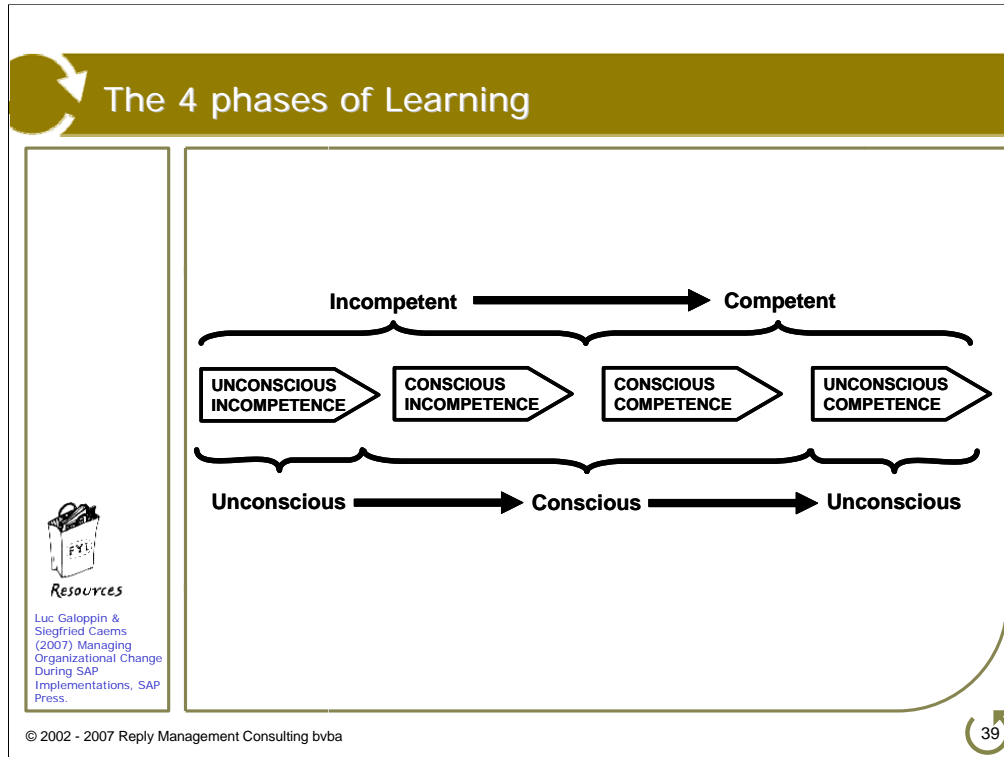 The 4 phases of Learning
Incompetent
Competent
UNCONSCIOUS
INCOMPETENCE
CONSCIOUS
INCOMPETENCE
CONSCIOUS
COMPETENCE
UNCONSCIOUS
COMPETENCE
Unconscious
Conscious
Unconscious
FYI
Resources
Luc Galoppin &
Siegfried Caems
(2007) Managing
Organizational Change
During SAP
Implementations, SAP
Press.
© 2002 - 2007 Reply Management Consulting bvba
39